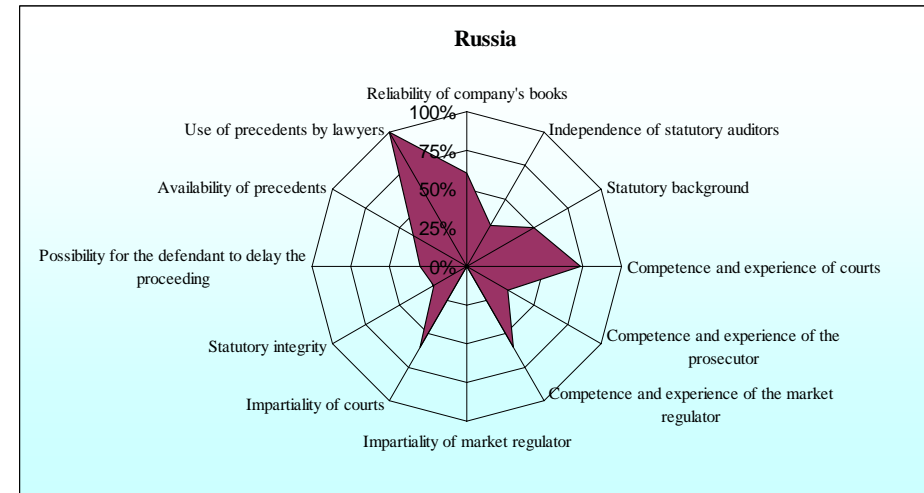 Russia
Reliability of company's books
100%
Use of precedents by lawyers
Independence of statutory auditors
75%
Availability of precedents
Statutory background
50%
25%
Possibility for the defendant to delay the
proceeding
0%
Competence and experience of courts
Statutory integrity
Competence and experience of the
prosecutor
Impartiality of courts
Competence and experience of the market
regulator
Impartiality of market regulator